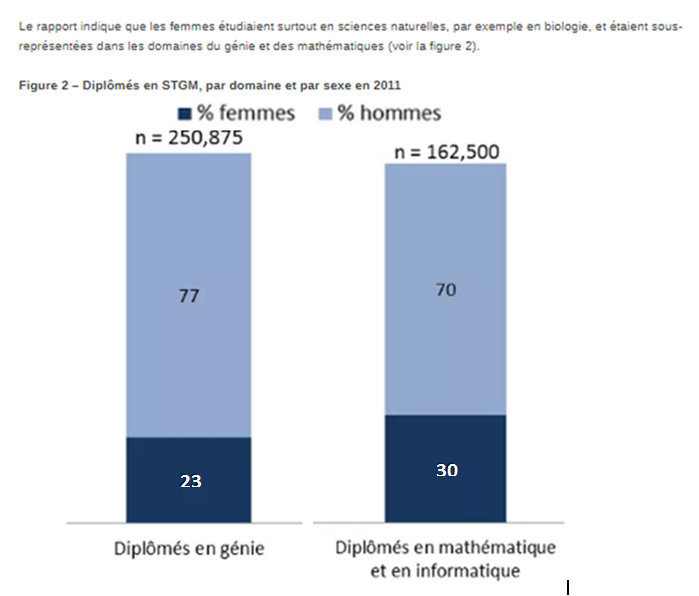 Le rapport indique que les femmes étudiaient surtout en sciences naturelles, par exemple en biologie, et étaient sous-
représentées dans les domaines du génie et des mathématiques (voir la figure 2).
Figure 2 – Diplômés en STGM, par domaine et par sexe en 2011
% femmes % hommes
n = 250,875
n = 162,500
77
70
23
30
Diplômés en génie
Diplômés en mathématique
et en informatique